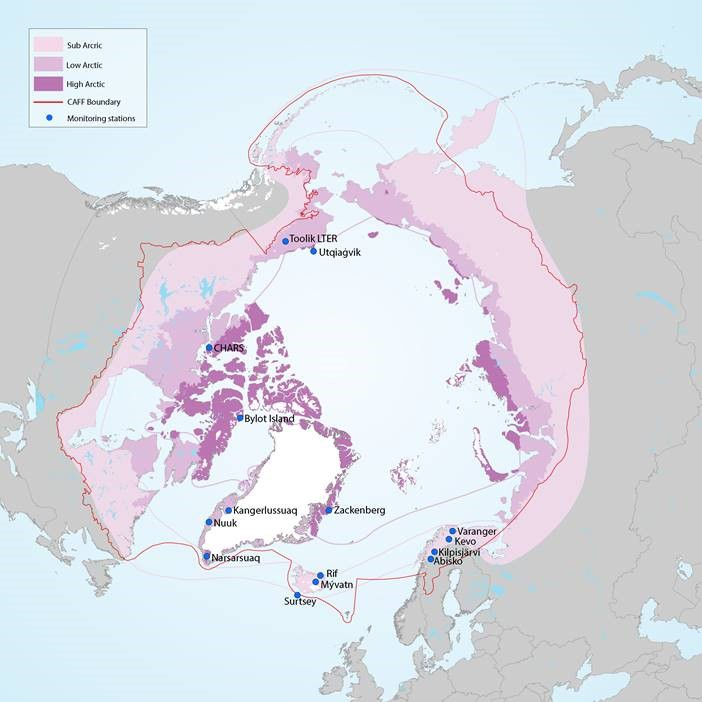 Sub Arcric
Low Arctic
High Arctic
CAFF Boundary
Monitoring stations
Toolik LTER
Utqiaġvik
CHARS
Bylot Island
Kangerlussuaq
Zackenberg
Nuuk
Varanger
Kevo
Kilpisjärvi
Abisko
Narsarsuaq
Rif
Mývatn
Surtsey